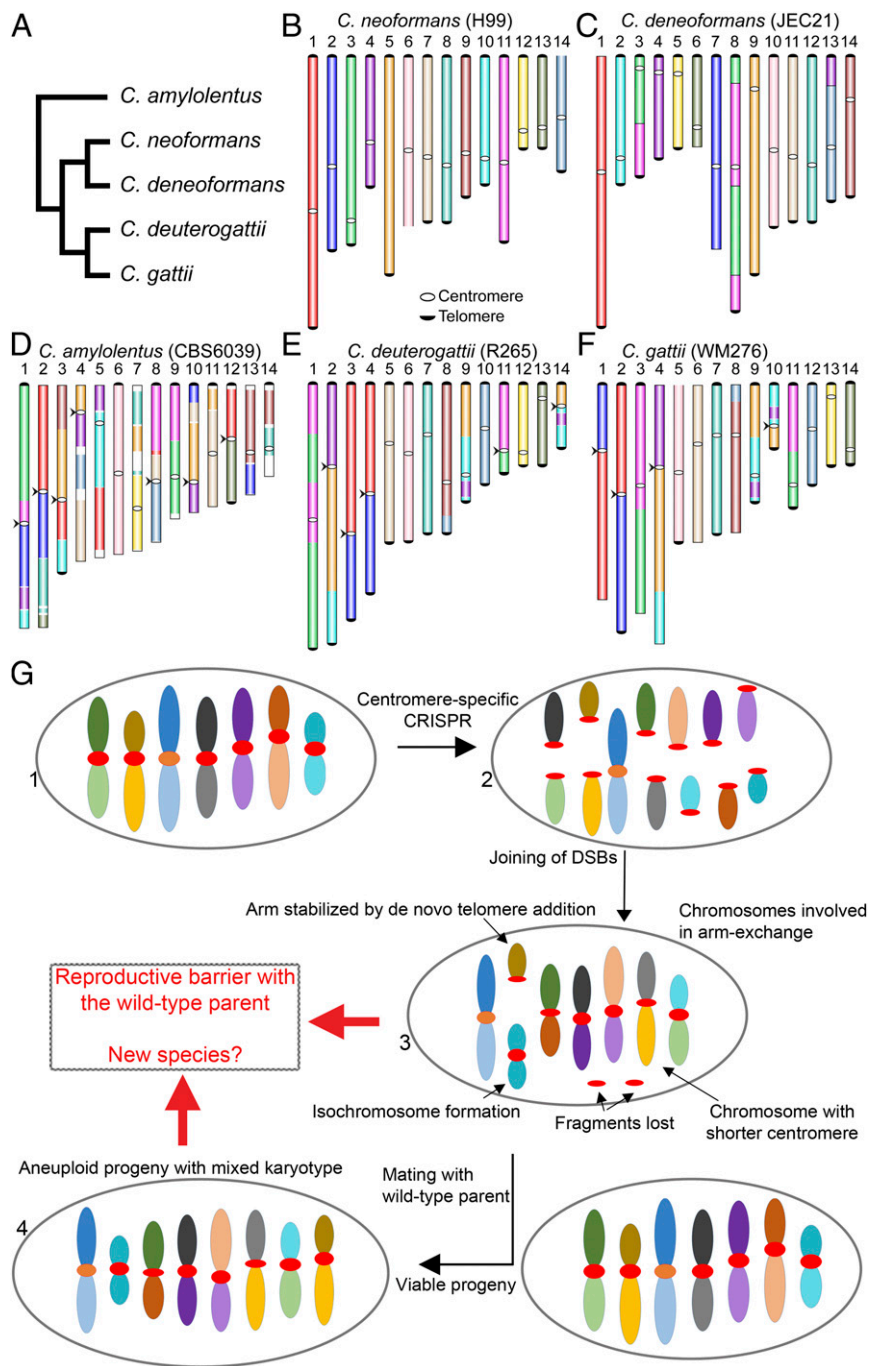 A
C. amylolentus
C. neoformans
C. deneoformans
C. deuterogattii
C. gattii
B
C. neoformans (H99)
1 2 3 4 5 6 7 8 9 10 11 12 13 14
Centromere
Telomere
C
C. deneoformans (JEC21)
1 2 3 4 5 6 7 8 9 10 11 12 13 14
D
C. amylolentus (CBS6039)
1 2 3 4 5 6 7 8 9 10 11 12 13 14
E
C. deuterogattii (R265)
1 2 3 4 5 6 7 8 9 10 11 12 13 14
F
C. gattii (WM276)
1 2 3 4 5 6 7 8 9 10 11 12 13 14
G
1
Centromere-specific
CRISPR
2
Joining of DSBs
Arm stabilized by de novo telomere addition
Chromosomes involved
in arm-exchange
3
Isochromosome formation
Fragments lost
Chromosome with
shorter centromere
Reproductive barrier with
the wild-type parent
New species?
Aneuploid progeny with mixed karyotype
4
Mating with
wild-type parent
Viable progeny